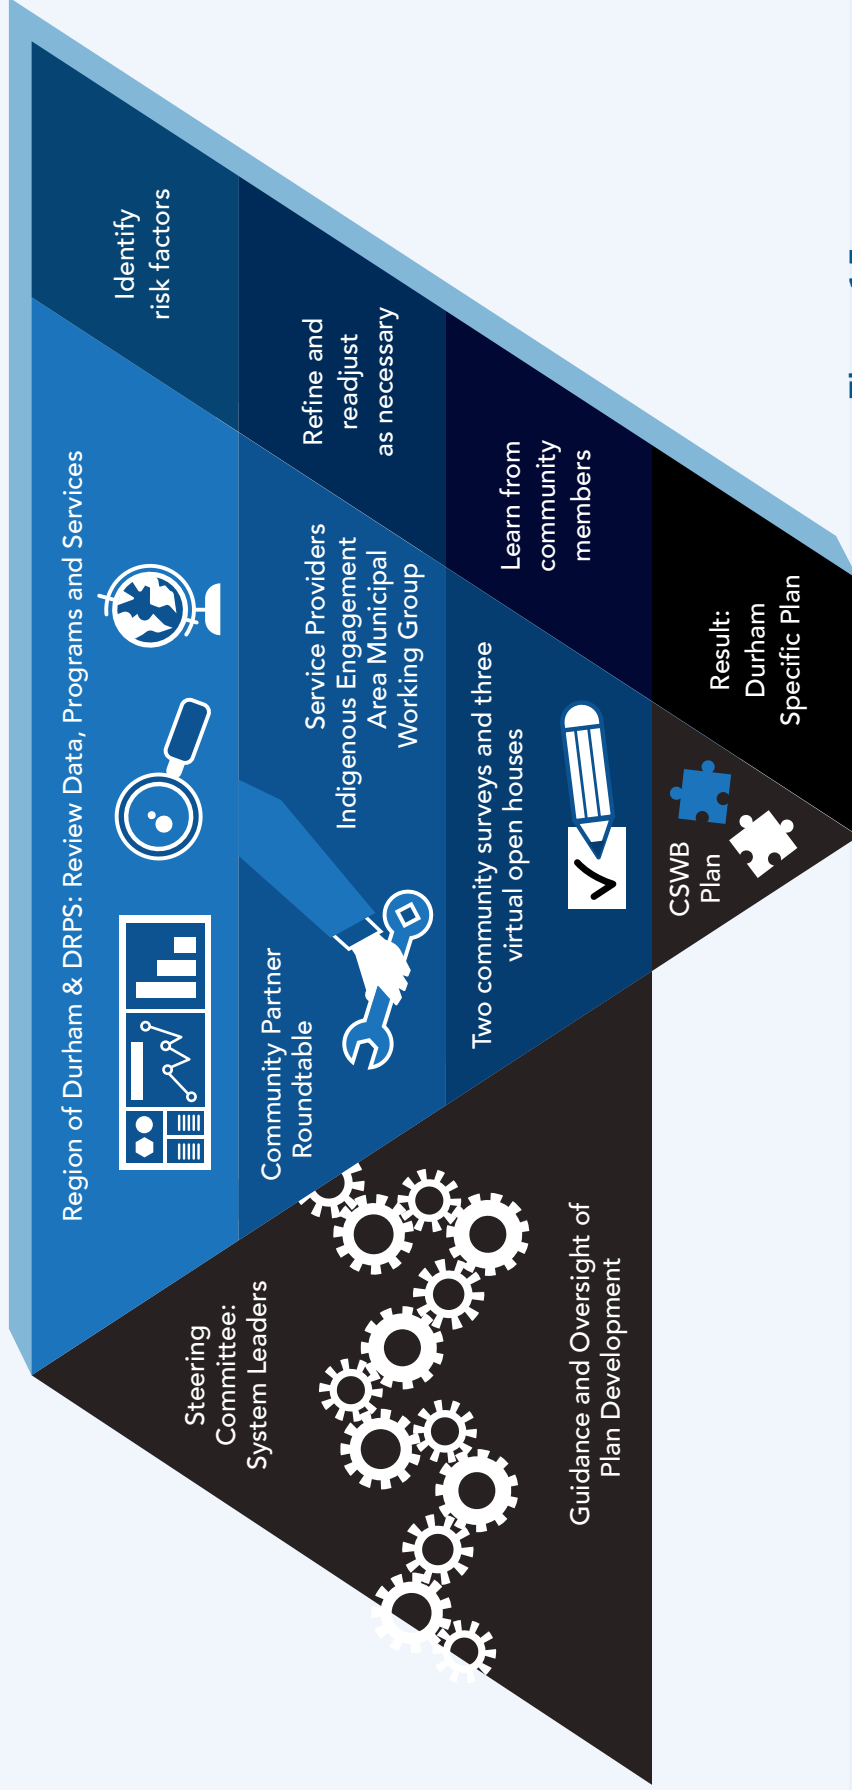 Region of Durham & DRPS: Review Data, Programs and Services
Identify
risk factors
Steering
Committee:
System Leaders
Community Partner
Roundtable
Service Providers
Indigenous Engagement
Area Municipal
Working Group
Refine and
readjust
as necessary
Two community surveys and three
virtual open houses
Learn from
community
members
Guidance and Oversight of
Plan Development
CSWB
Plan
Result:
Durham
Specific Plan